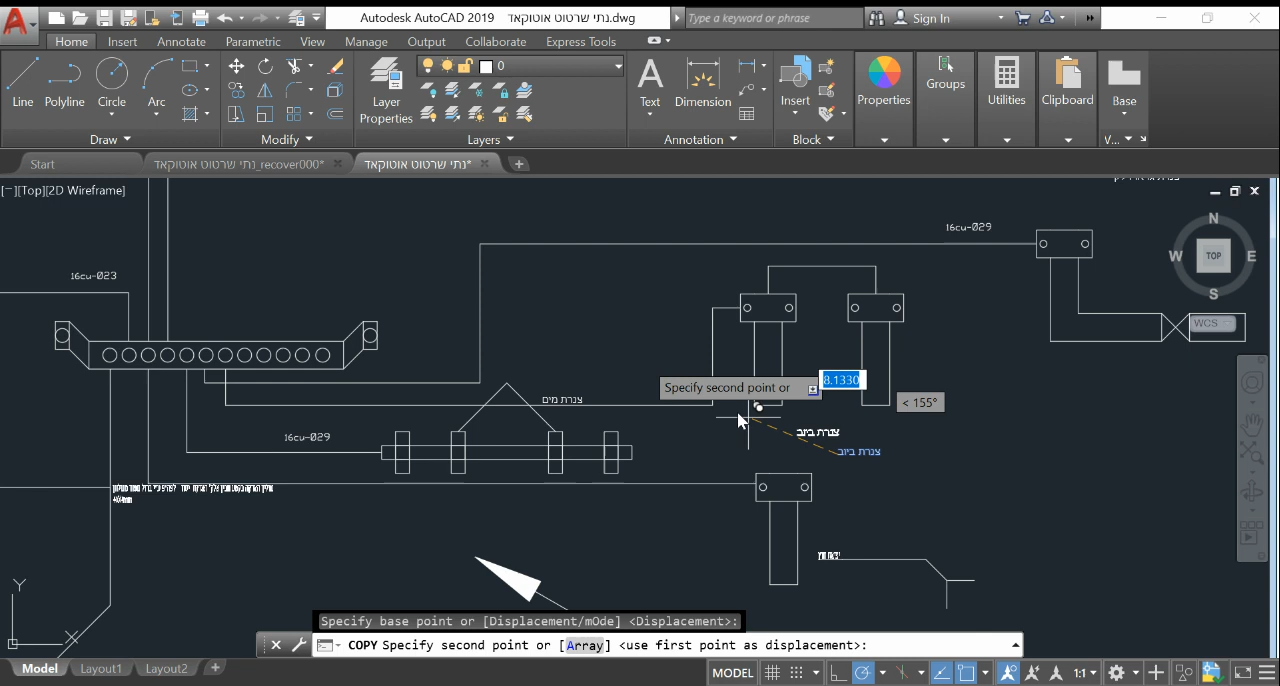 Autodesk AutoCAD 2019 נתי שרטוט אוטוקאד.dwg
Type a keyword or phrase
Sign In
Home Insert Annotate Parametric View Manage Output Collaborate Express Tools
0
Line Polyline Circle Arc
Layer Properties
Text Dimension
Insert
Properties
Groups
Utilities
Clipboard
Base
Draw Modify Layers Annotation Block V...
Start נתי שרטוט אוטוקאד_recover000* נתי שרטוט אוטוקאד*
[−][Top][2D Wireframe]
N
W TOP E
S
WCS
16cu-Ø29
16cu-Ø23
Specify second point or 8.1330
< 155°
צנרת מים
צנרת ביוב
צנרת ביוב
16cu-Ø29
Y
X
Specify base point or [Displacement/mOde] <Displacement>:
COPY Specify second point or [Array] <use first point as displacement>:
Model Layout1 Layout2
MODEL 1:1